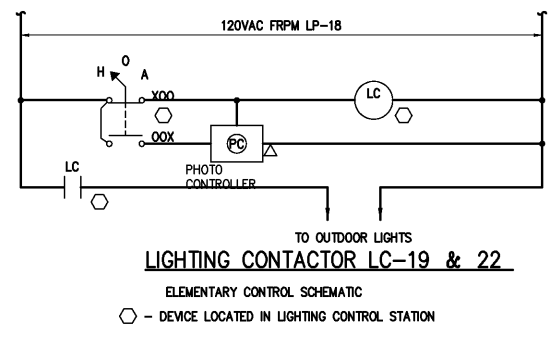 120VAC FRPM LP-18
H O A
XOO
LC
OOX
PC
PHOTO
CONTROLLER
LC
TO OUTDOOR LIGHTS
LIGHTING CONTACTOR LC-19 & 22
ELEMENTARY CONTROL SCHEMATIC
- DEVICE LOCATED IN LIGHTING CONTROL STATION